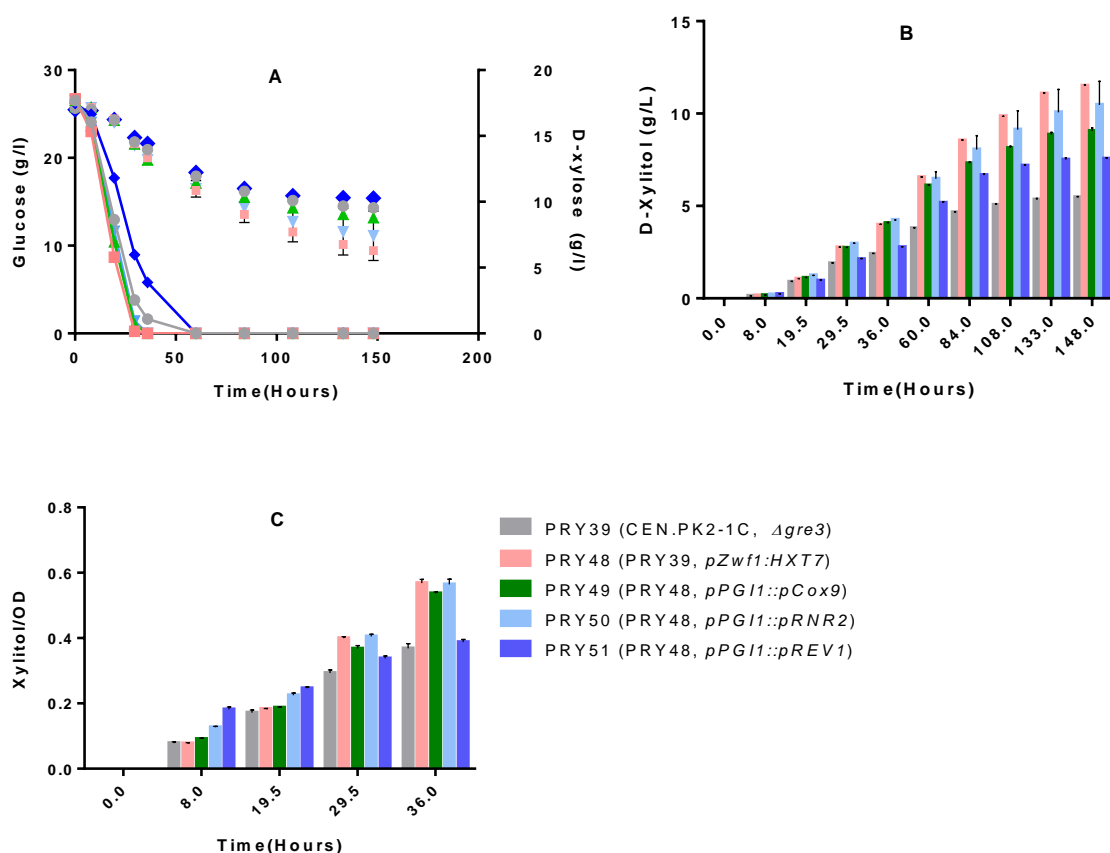 A
30
20
10
0
Glucose (g/l)
20
15
10
5
0
D-xylose (g/l)
0
50
100
150
200
Time(Hours)
B
15
10
5
0
D-Xylitol (g/L)
0.0
8.0
19.5
29.5
36.0
60.0
84.0
108.0
133.0
148.0
Time(Hours)
C
0.8
0.6
0.4
0.2
0.0
Xylitol/OD
0.0
8.0
19.5
29.5
36.0
Time(Hours)
PRY39 (CEN.PK2-1C, Δgre3)
PRY48 (PRY39, pZwf1:HXT7)
PRY49 (PRY48, pPGI1::pCox9)
PRY50 (PRY48, pPGI1::pRNR2)
PRY51 (PRY48, pPGI1::pREV1)